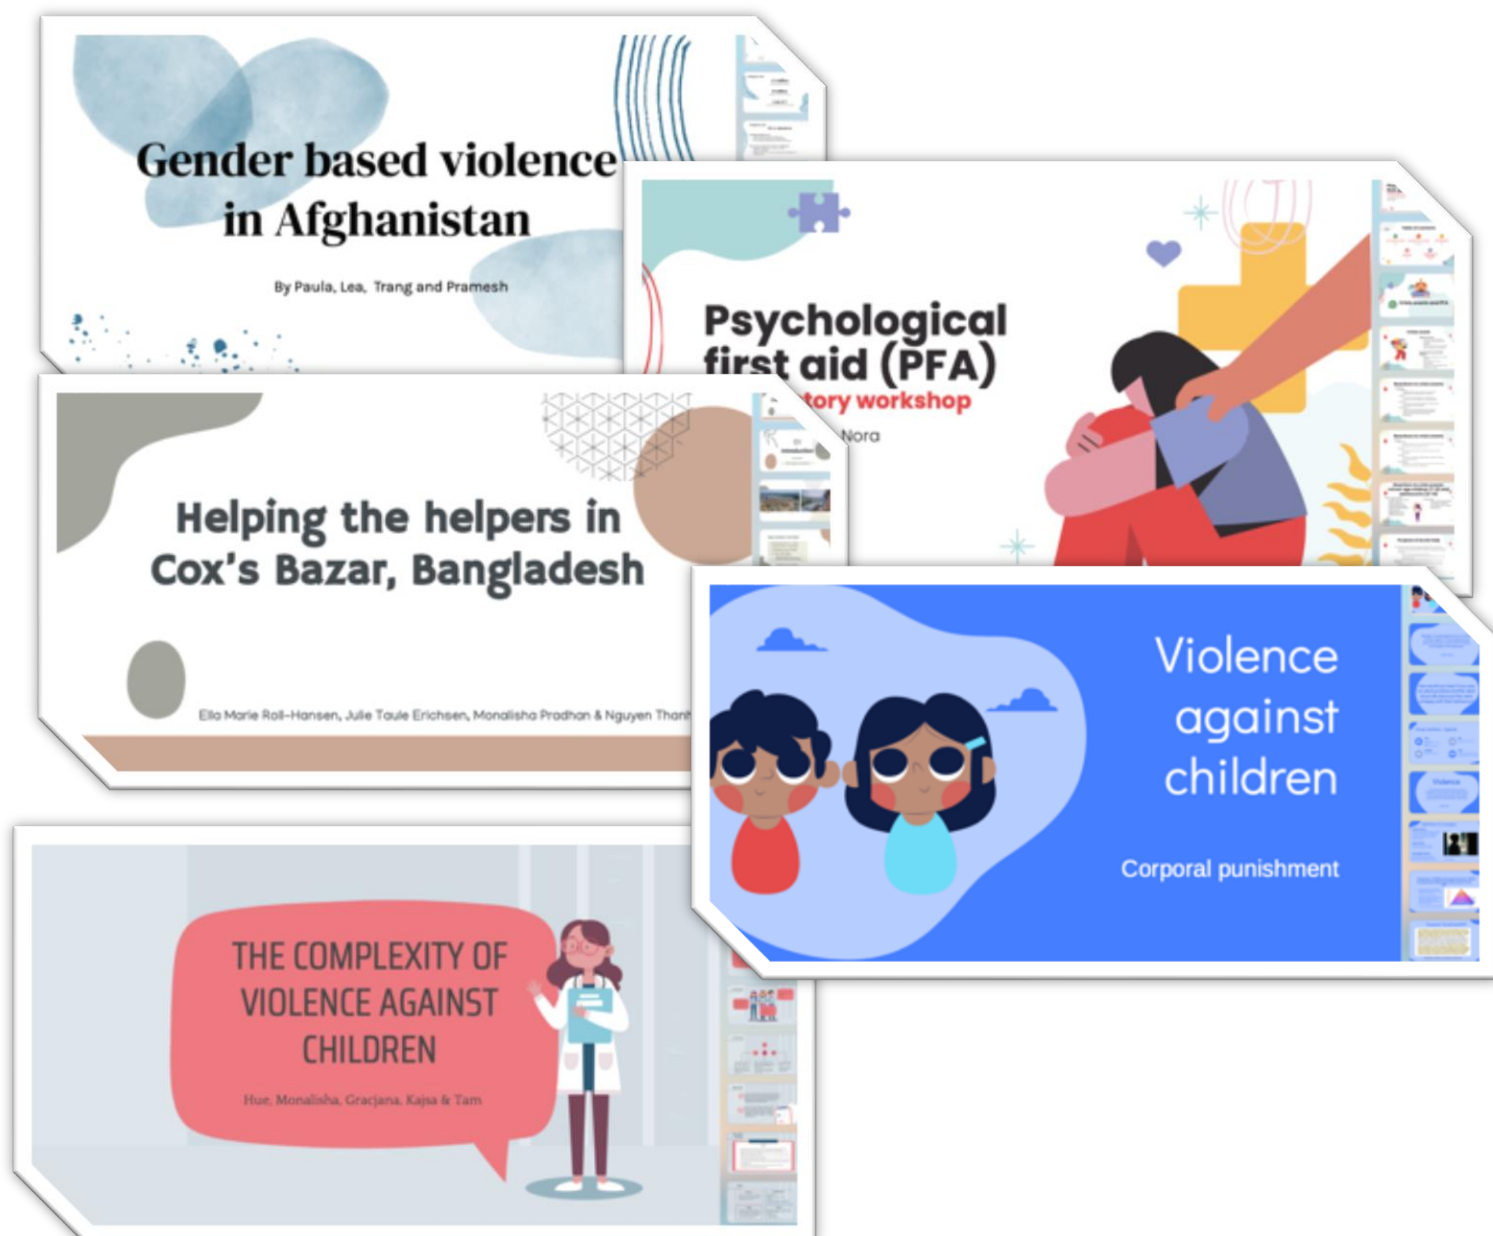 Gender based violence
in Afghanistan
By Paula, Lea, Trang and Pramesh
Psychological
first aid (PFA)
tory workshop
Nora
Helping the helpers in
Cox's Bazar, Bangladesh
Ella Marie Roll-Hansen, Julie Taule Erichsen, Monalisha Pradhan & Nguyen Thanh
Violence
against
children
Corporal punishment
THE COMPLEXITY OF
VIOLENCE AGAINST
CHILDREN
Hue, Monalisha, Gracjana, Kajsa & Tam